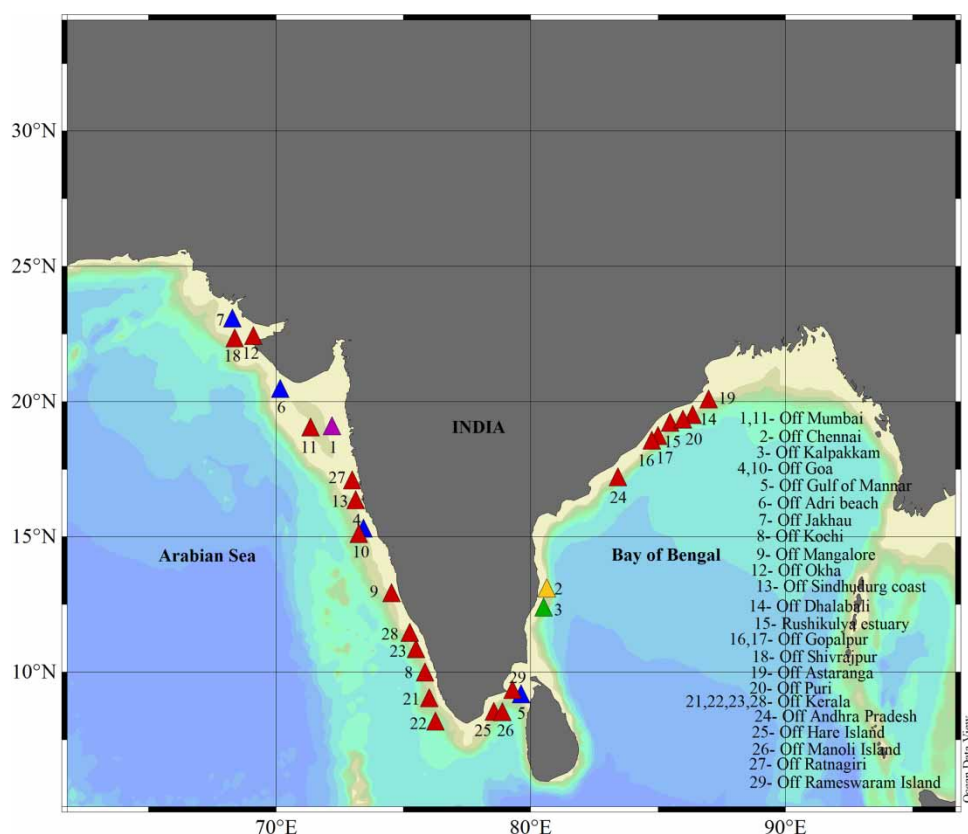 30°N
25°N
7
18
12
6
20°N
19
14
1,11- Off Mumbai
INDIA
11
1
15
20
2- Off Chennai
16
17
3- Off Kalpakkam
27
24
4,10- Off Goa
5- Off Gulf of Mannar
13
6- Off Adri beach
4
7- Off Jakhau
15°N
10
8- Off Kochi
Arabian Sea
Bay of Bengal
9- Off Mangalore
12- Off Okha
9
2
13- Off Sindhudurg coast
3
14- Off Dhalabali
28
15- Rushikulya estuary
23
16,17- Off Gopalpur
18- Off Shivrajpur
10°N
8
29
19- Off Astaranga
20- Off Puri
21
5
21,22,23,28- Off Kerala
22
25
26
24- Off Andhra Pradesh
25- Off Hare Island
26- Off Manoli Island
27- Off Ratnagiri
29- Off Rameswaram Island
Ocean Data View
70°E
80°E
90°E